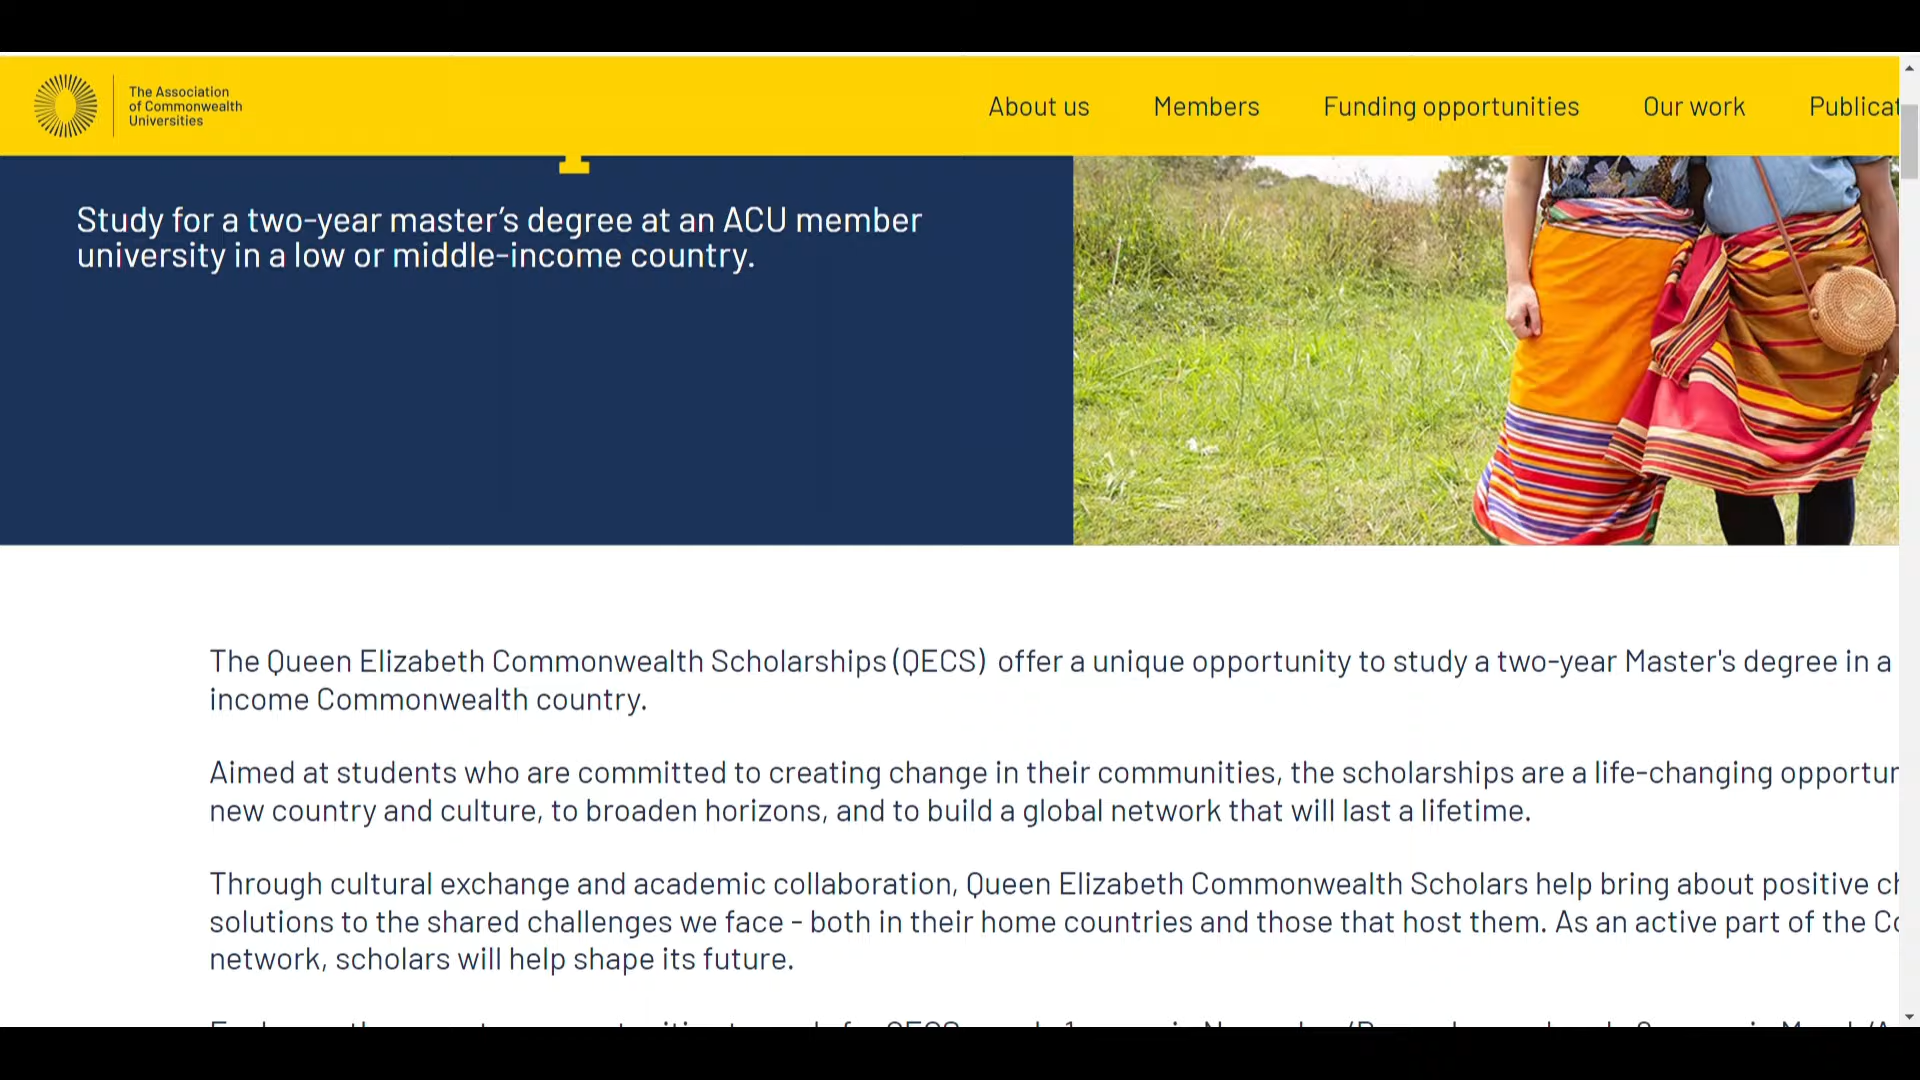 The Association
of Commonwealth
Universities
About us
Members
Funding opportunities
Our work
Study for a two-year master's degree at an ACU member
university in a low or middle-income country.
The Queen Elizabeth Commonwealth Scholarships (QECS) offer a unique opportunity to study a two-year Master's degree in a
income Commonwealth country.
Aimed at students who are committed to creating change in their communities, the scholarships are a life-changing
new country and culture, to broaden horizons, and to build a global network that will last a lifetime.
Through cultural exchange and academic collaboration, Queen Elizabeth Commonwealth Scholars help bring about positive
solutions to the shared challenges we face - both in their home countries and those that host them. As an active part of the
network, scholars will help shape its future.